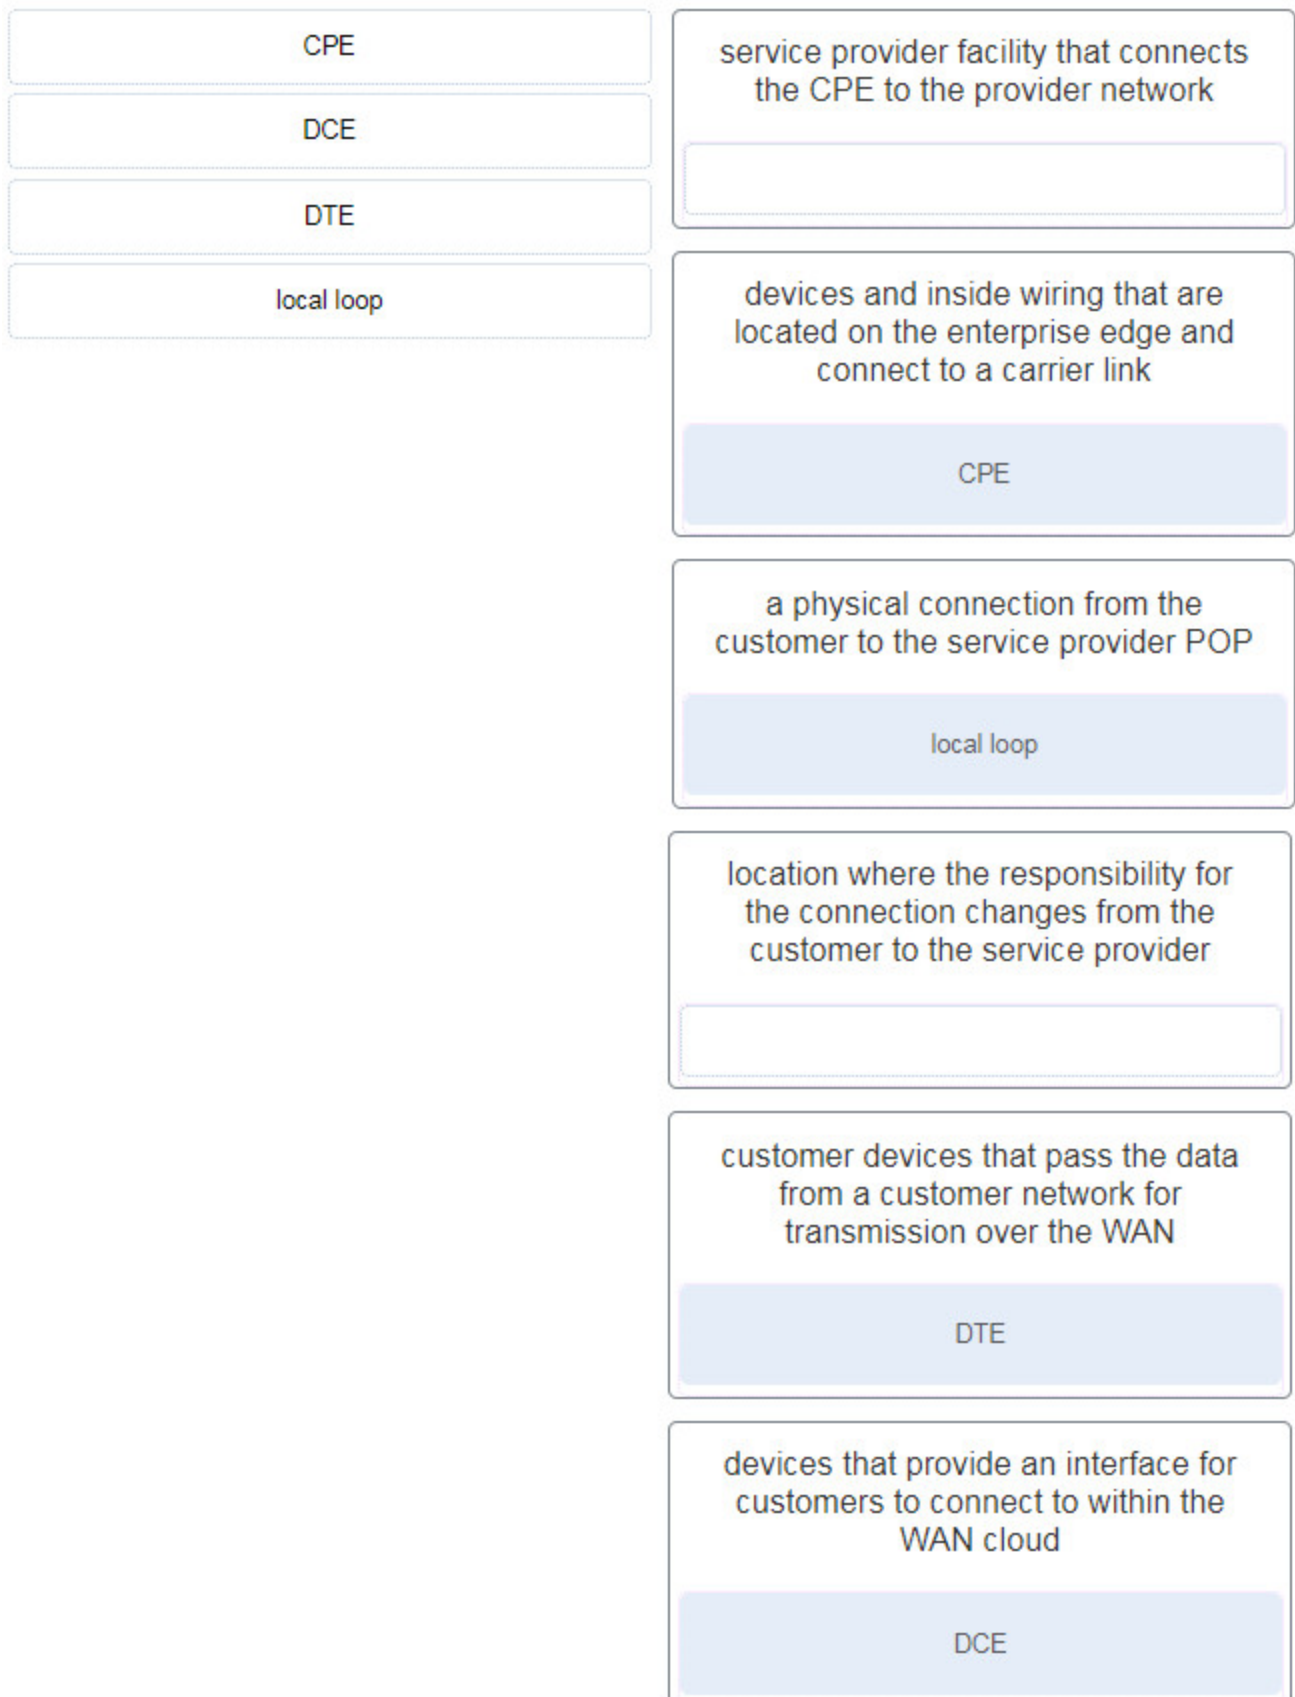 CPE
DCE
DTE
local loop
service provider facility that connects
the CPE to the provider network
devices and inside wiring that are
located on the enterprise edge and
connect to a carrier link
CPE
a physical connection from the
customer to the service provider POP
local loop
location where the responsibility for
the connection changes from the
customer to the service provider
customer devices that pass the data
from a customer network for
transmission over the WAN
DTE
devices that provide an interface for
customers to connect to within the
WAN cloud
DCE